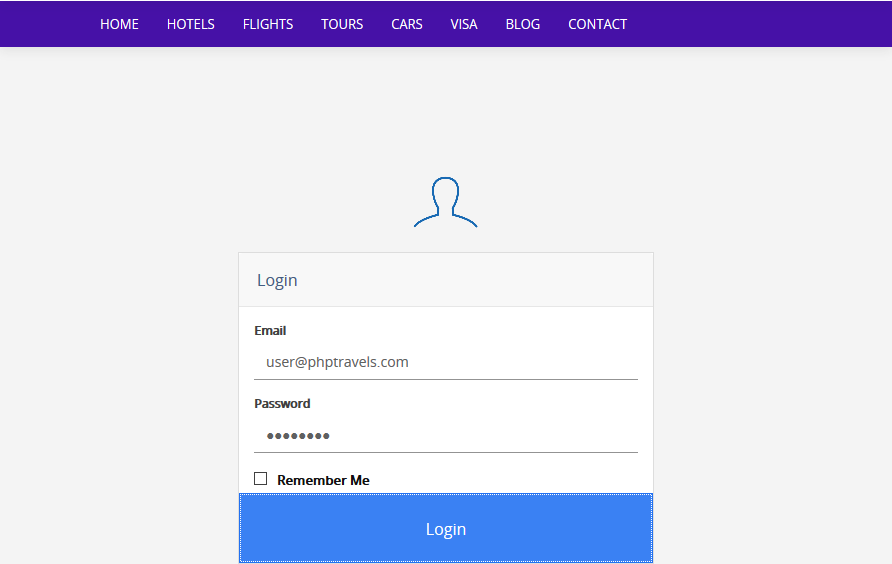 HOME HOTELS FLIGHTS TOURS CARS VISA BLOG CONTACT
Login
Email
user@phptravels.com
Password
••••••••
Remember Me
Login